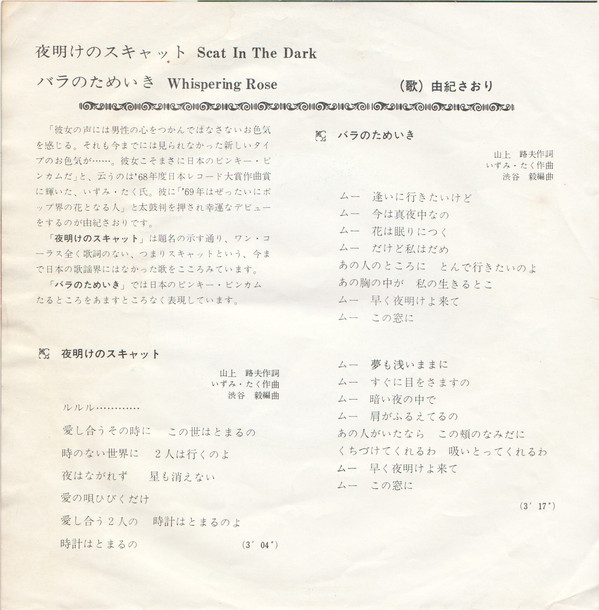 夜明けのスキャット Scat In The Dark
バラのためいき Whispering Rose (歌) 由紀さおり
「彼女の声には男性の心をつかんではなさないお色気
を感じる。それも今までには見られなかった新しいタイ
プのお色気が……。彼女こそまさに日本のピンキー・ピ
ンカムだ」と、云うのは'68年度日本レコード大賞作曲賞
に輝いた、いずみ・たく氏。彼に「'69年はぜったいにポ
ップ界の花となる人」と太鼓判を押され幸運なデビュー
をするのが由紀さおりです。
「夜明けのスキャット」は題名の示す通り、ワン・コ
ーラス全く歌詞のない、つまりスキャットという、今ま
で日本の歌謡界にはなかった歌をこころみています。
「バラのためいき」では日本のピンキー・ピンカム
たるところをあますところなく表現しています。
夜明けのスキャット
山上 路夫作詞
いずみ・たく作曲
渋谷 毅編曲
ルルル…………
愛し合うその時に この世はとまるの
時のない世界に 2人は行くのよ
夜はながれず 星も消えない
愛の唄ひびくだけ
愛し合う2人の 時計はとまるのよ
時計はとまるの (3′04″)
バラのためいき
山上 路夫作詞
いずみ・たく作曲
渋谷 毅編曲
ムー 逢いに行きたいけど
ムー 今は真夜中なの
ムー 花は眠りにつく
ムー だけど私はだめ
あの人のところに とんで行きたいのよ
あの胸の中が 私の生きるとこ
ムー 早く夜明けよ来て
ムー この窓に
ムー 夢も浅いままに
ムー すぐに目をさますの
ムー 暗い夜の中で
ムー 肩がふるえてるの
あの人がいたなら この頬のなみだに
くちづけてくれるわ 吸いとってくれるわ
ムー 早く夜明けよ来て
ムー この窓に
(3′17″)